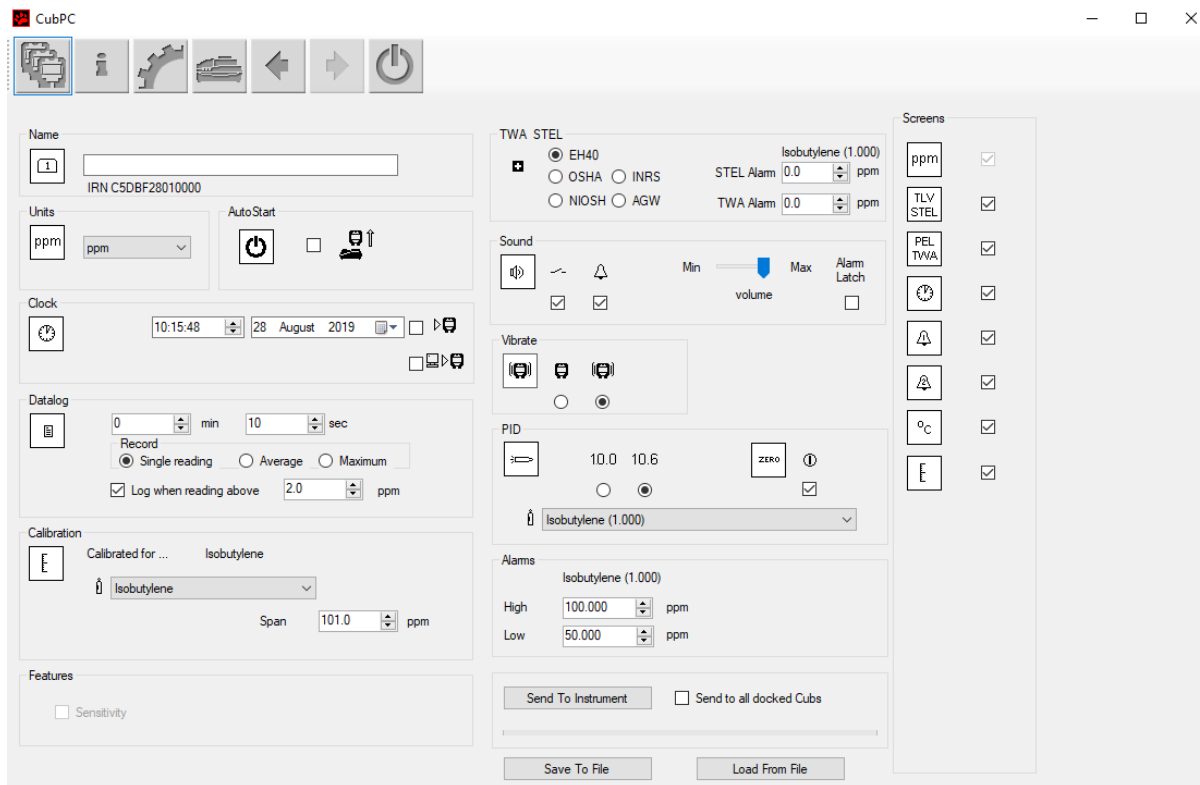 CubPC
Name
1
IRN C5DBF28010000
Units
ppm
ppm
AutoStart
Clock
10:15:48
28 August 2019
Datalog
0 min 10 sec
Record
Single reading Average Maximum
Log when reading above 2.0 ppm
Calibration
Calibrated for ... Isobutylene
Isobutylene
Span 101.0 ppm
Features
Sensitivity
TWA STEL
EH40
OSHA INRS
NIOSH AGW
Isobutylene (1.000)
STEL Alarm 0.0 ppm
TWA Alarm 0.0 ppm
Sound
Min Max
volume
Alarm
Latch
Vibrate
PID
10.0 10.6
ZERO
Isobutylene (1.000)
Alarms
Isobutylene (1.000)
High 100.000 ppm
Low 50.000 ppm
Send To Instrument
Send to all docked Cubs
Save To File
Load From File
Screens
ppm
TLV
STEL
PEL
TWA
1
2
°C